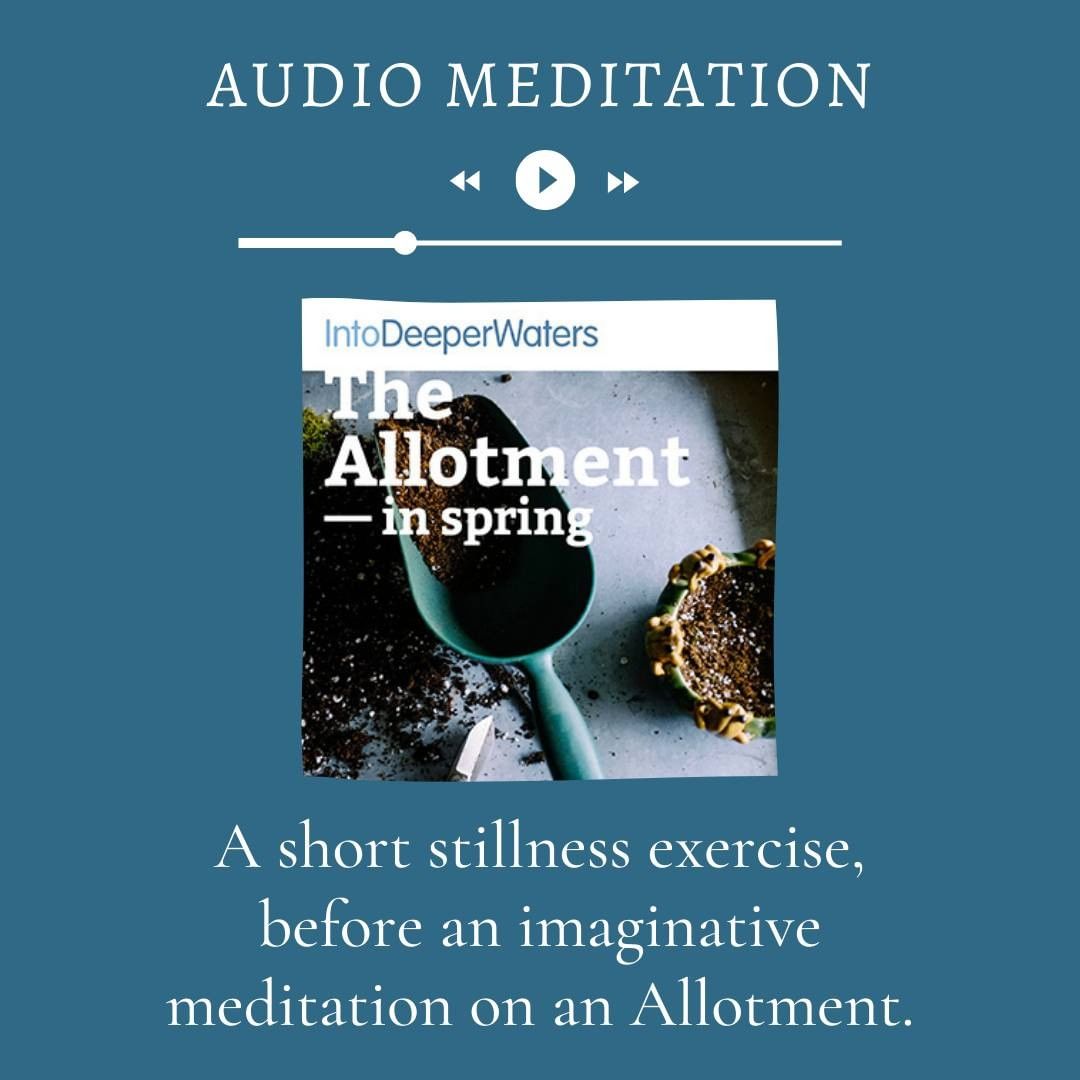 AUDIO MEDITATION
IntoDeeperWaters
The
Allotment
— in spring
A short stillness exercise,
before an imaginative
meditation on an Allotment.